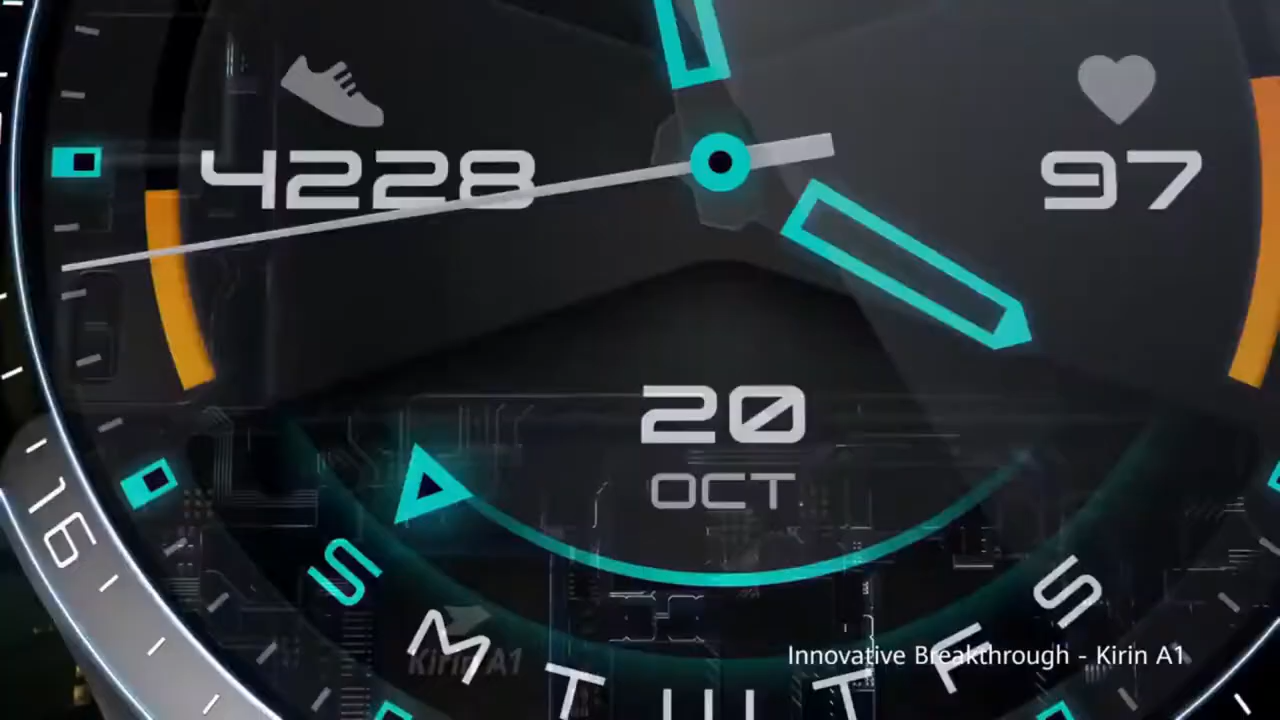 4228
97
20
OCT
16
S M T W T F S
Kirin A1
Innovative Breakthrough - Kirin A1